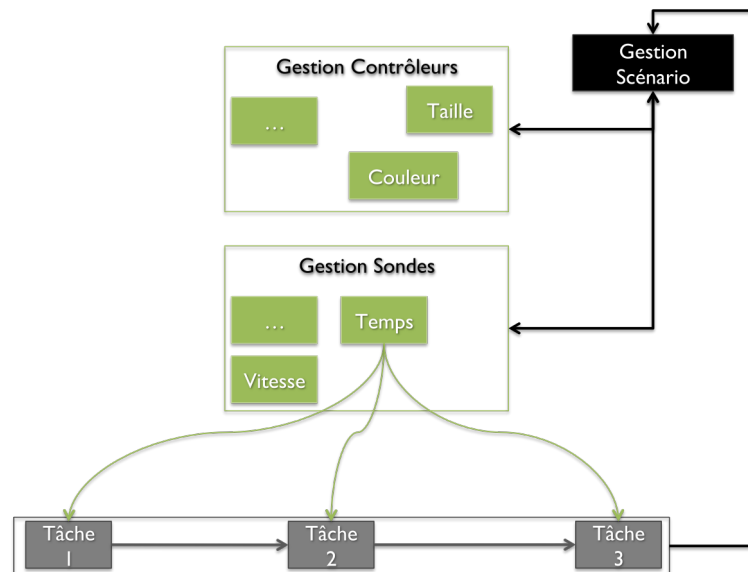 Gestion
Scénario
Gestion Contrôleurs
...
Taille
Couleur
Gestion Sondes
...
Temps
Vitesse
Tâche
1
Tâche
2
Tâche
3